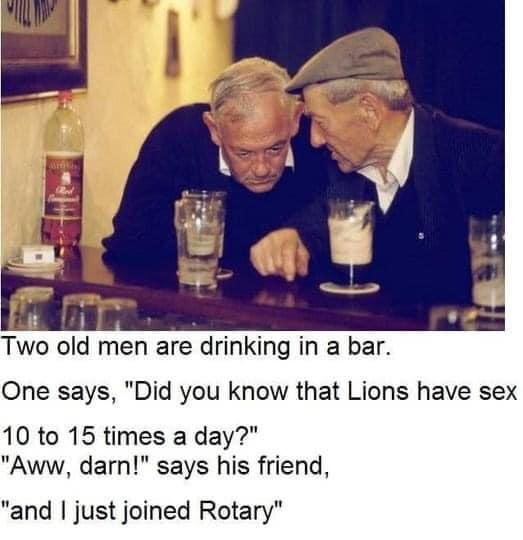 Red
Two old men are drinking in a bar.
One says, "Did you know that Lions have sex
10 to 15 times a day?"
"Aww, darn!" says his friend,
"and I just joined Rotary"